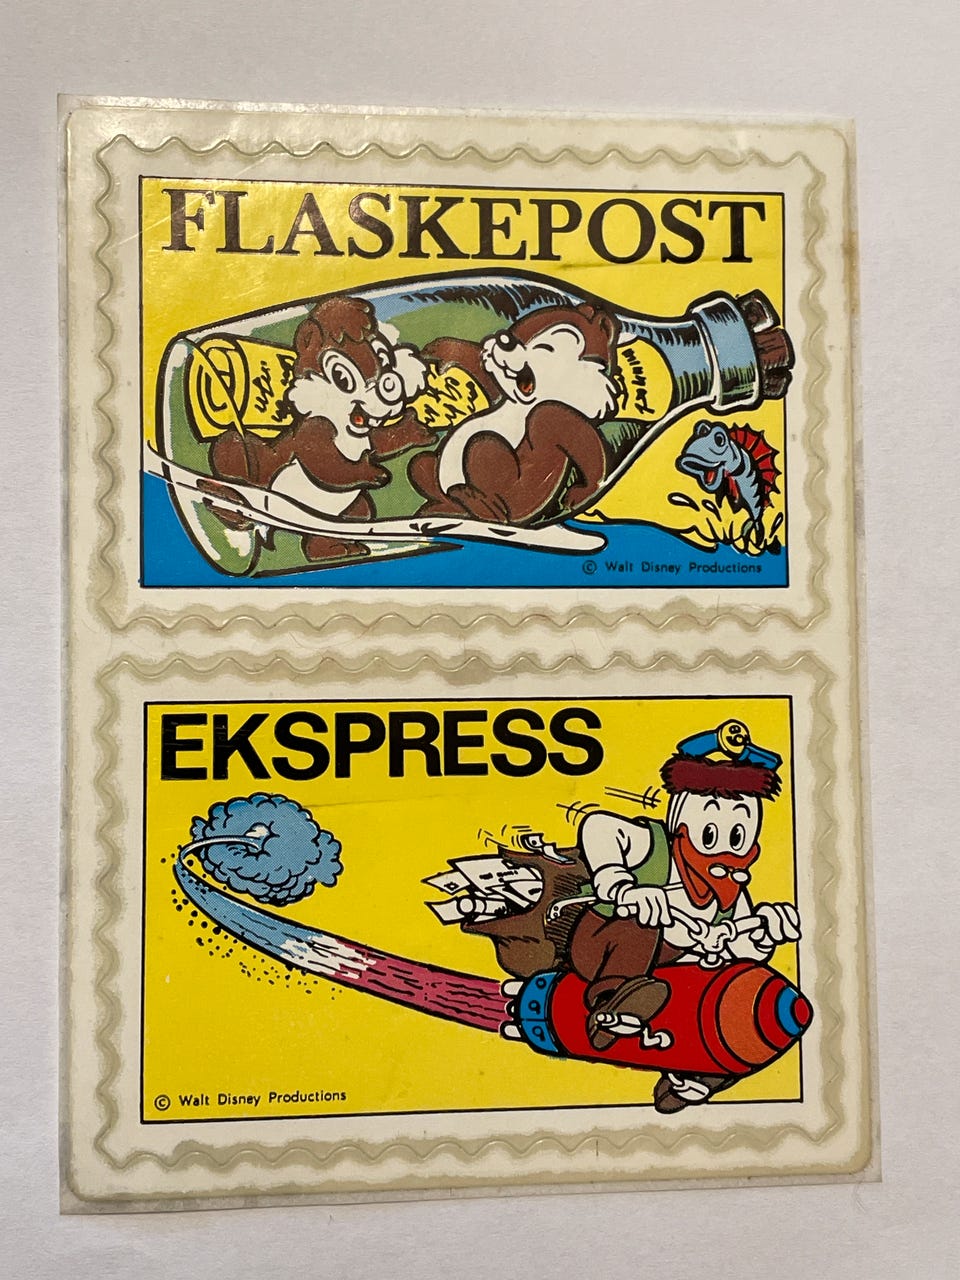 FLASKEPOST
© Walt Disney Productions
EKSPRESS
© Walt Disney Productions